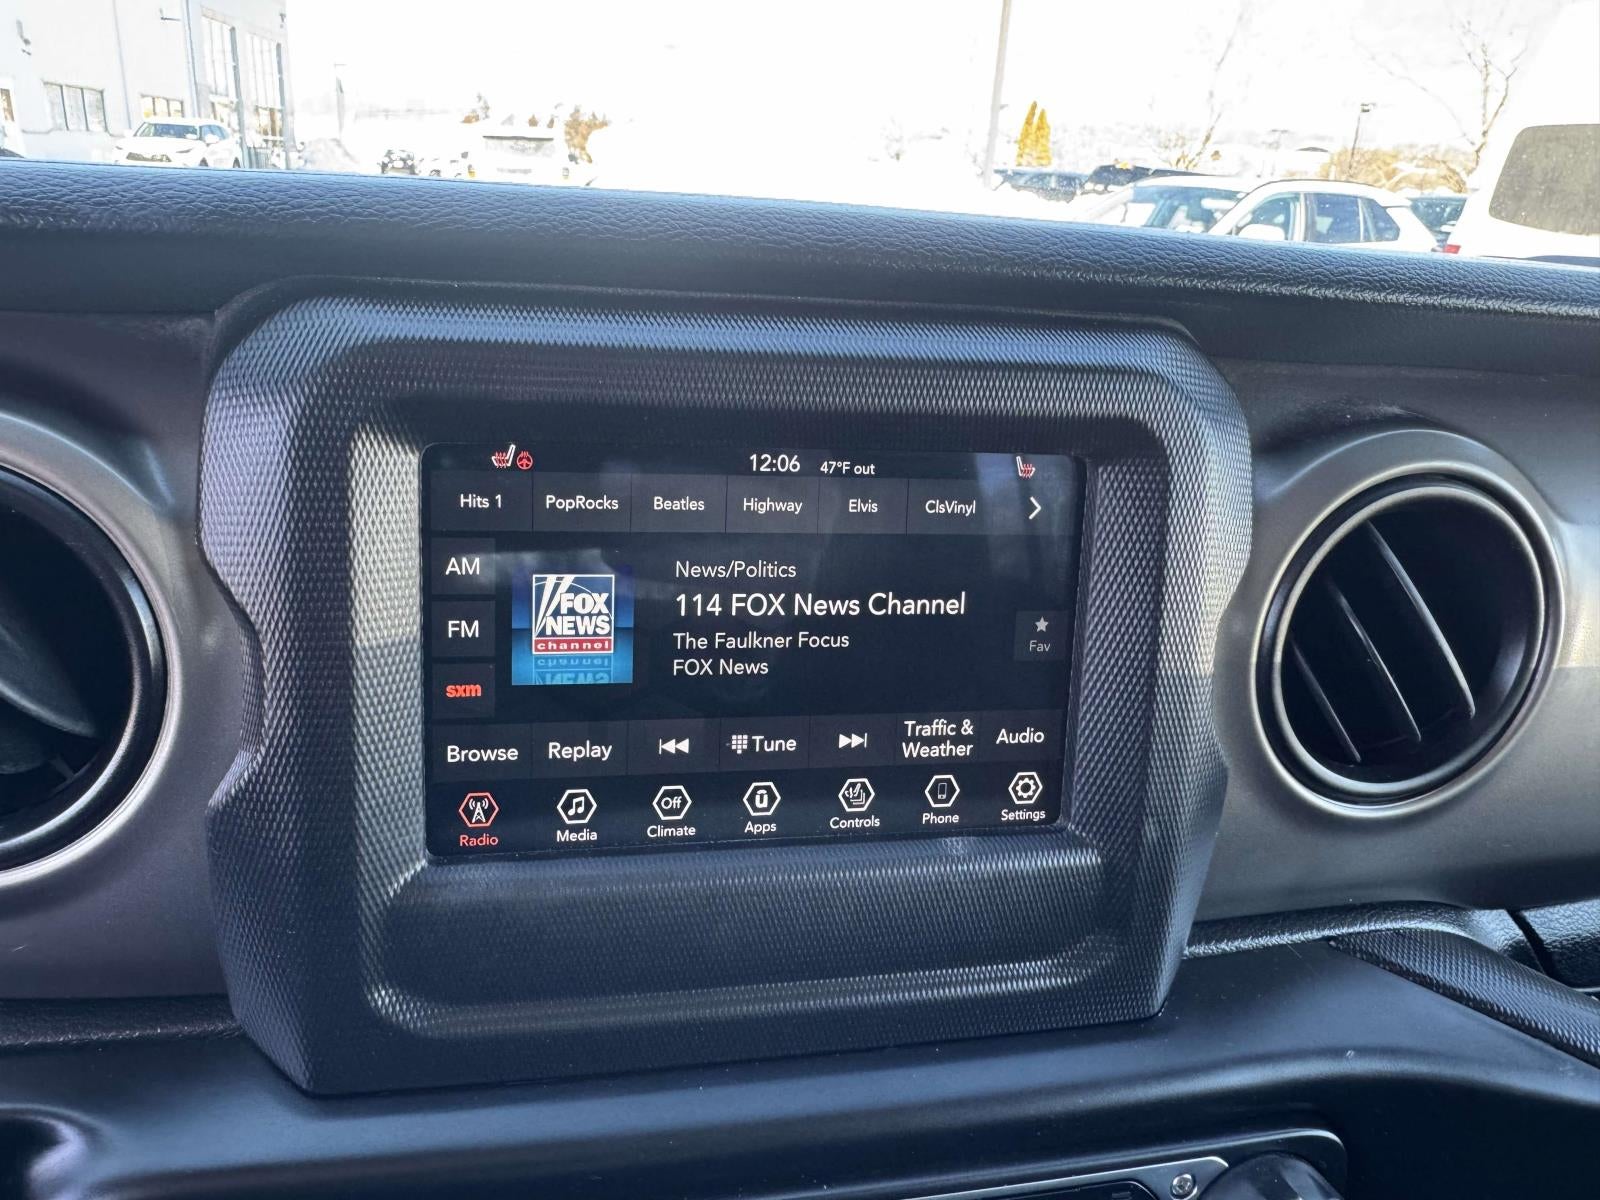 12:06 47°F out
Hits 1 PopRocks Beatles Highway Elvis ClsVinyl
AM
FM
sxm
FOX
NEWS
channel
News/Politics
114 FOX News Channel
The Faulkner Focus
FOX News
Fav
Browse Replay Tune Traffic &
Weather Audio
Off
Radio Media Climate Apps Controls Phone Settings